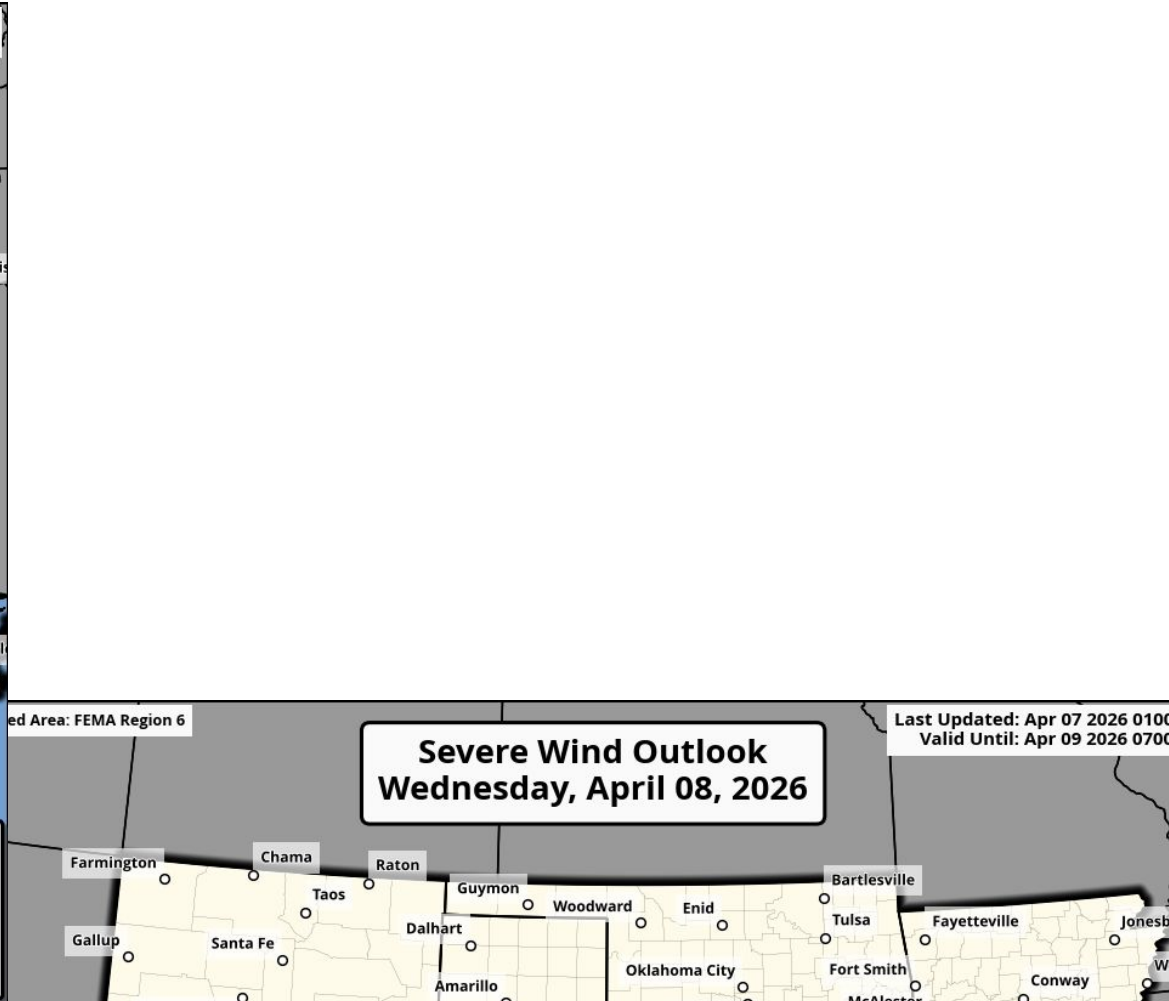 ed Area: FEMA Region 6
Severe Wind Outlook
Wednesday, April 08, 2026
Last Updated: Apr 07 2026 0100
Valid Until: Apr 09 2026 0700
Farmington
Chama
Raton
Taos
Guymon
Woodward
Enid
Bartlesville
Tulsa
Fayetteville
Jonesb
Dalhart
Gallup
Santa Fe
Amarillo
Oklahoma City
Fort Smith
McAlester
Conway
W